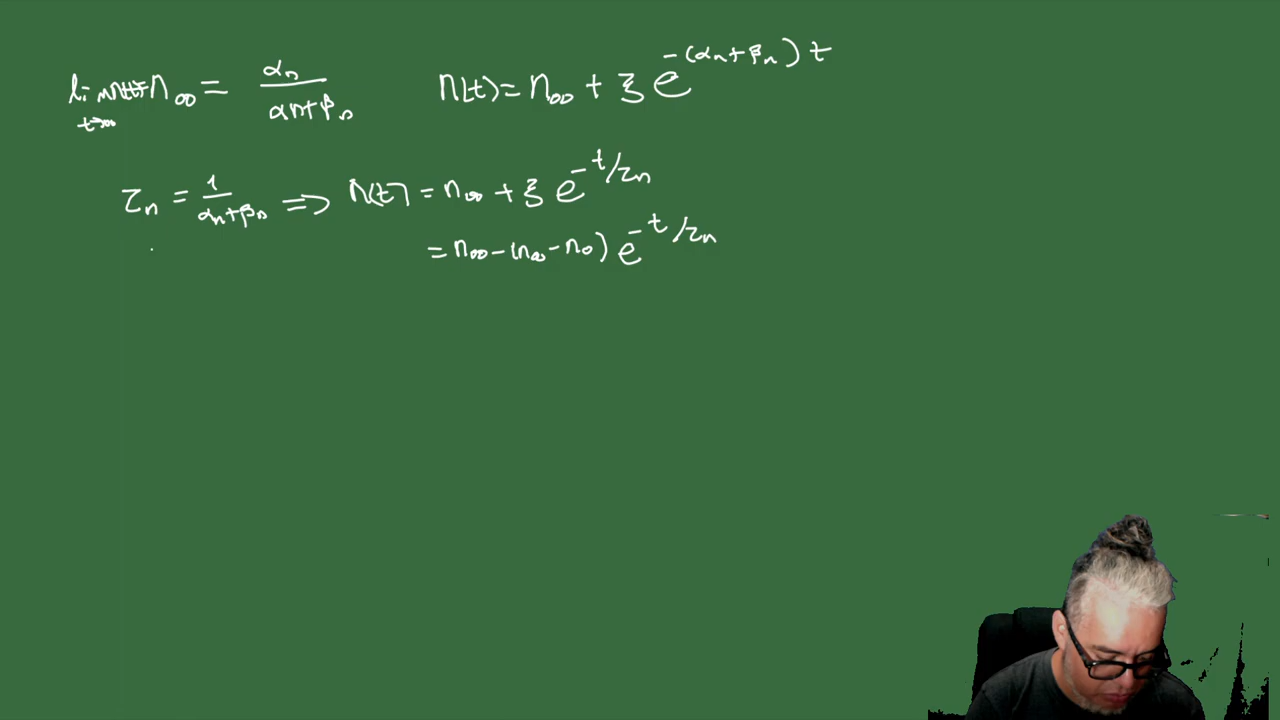 lim n(t) = n∞ = αn / (αn+βn)    n(t) = n∞ + ξ e^-(αn+βn)t
t→∞
τn = 1 / (αn+βn) ⟹ n(t) = n∞ + ξ e^-t/τn
= n∞ - (n∞ - n0) e^-t/τn